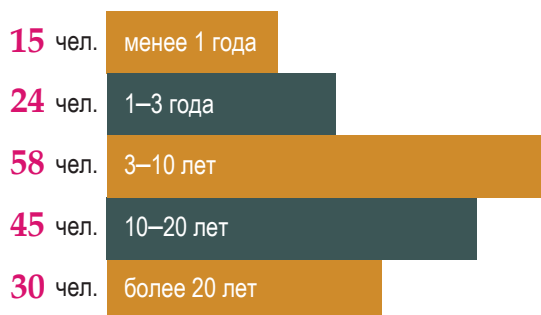 15 чел. менее 1 года
24 чел. 1–3 года
58 чел. 3–10 лет
45 чел. 10–20 лет
30 чел. более 20 лет